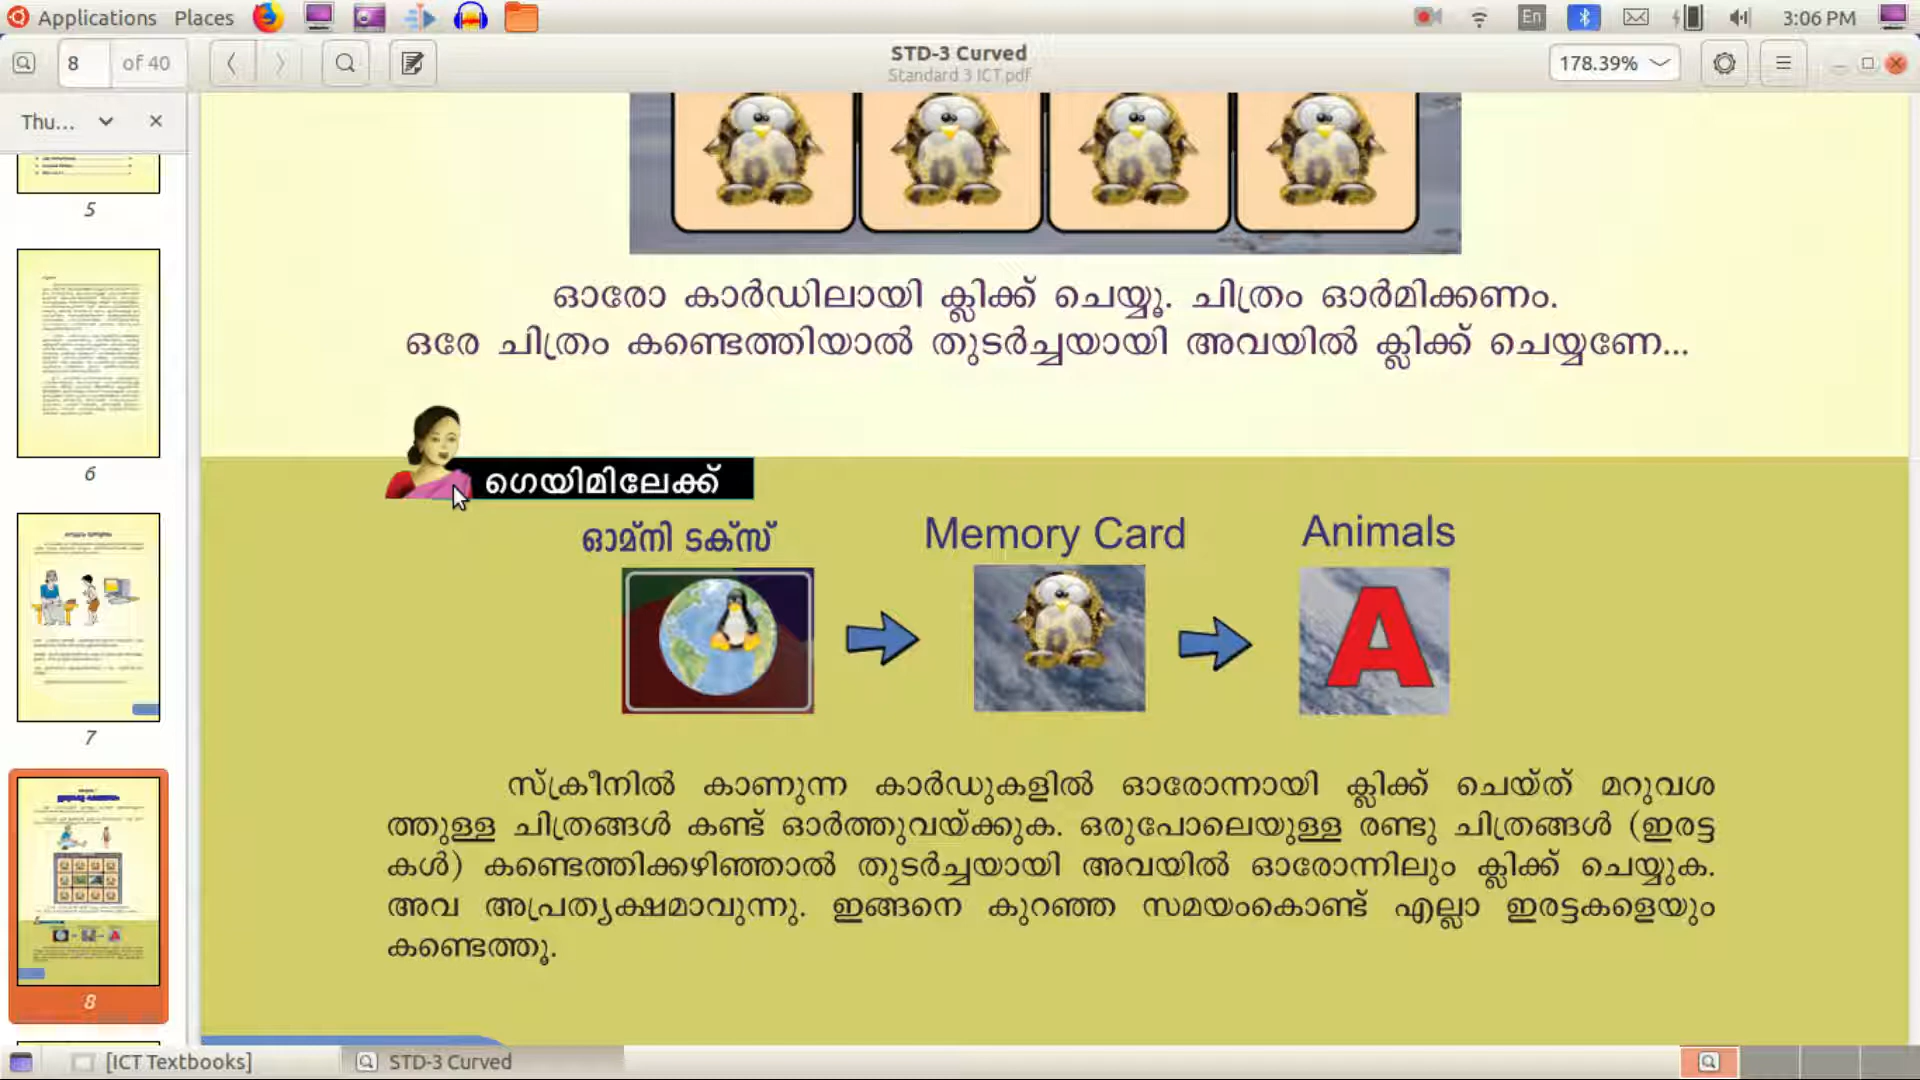 Applications Places
En
3:06 PM
8 of 40
STD-3 Curved
Standard 3 ICT.pdf
178.39%
Thu...
5
6
7
8
ഓരോ കാർഡിലായി ക്ലിക്ക് ചെയ്യൂ. ചിത്രം ഓർമിക്കണം.
ഒരേ ചിത്രം കണ്ടെത്തിയാൽ തുടർച്ചയായി അവയിൽ ക്ലിക്ക് ചെയ്യണേ...
ഗെയിമിലേക്ക്
ഓമ്നി ടക്സ് Memory Card Animals
A
സ്ക്രീനിൽ കാണുന്ന കാർഡുകളിൽ ഓരോന്നായി ക്ലിക്ക് ചെയ്ത് മറുവശ
ത്തുള്ള ചിത്രങ്ങൾ കണ്ട് ഓർത്തുവയ്ക്കുക. ഒരുപോലെയുള്ള രണ്ടു ചിത്രങ്ങൾ (ഇരട്ട
കൾ) കണ്ടെത്തിക്കഴിഞ്ഞാൽ തുടർച്ചയായി അവയിൽ ഓരോന്നിലും ക്ലിക്ക് ചെയ്യുക.
അവ അപ്രത്യക്ഷമാവുന്നു. ഇങ്ങനെ കുറഞ്ഞ സമയംകൊണ്ട് എല്ലാ ഇരട്ടകളെയും
കണ്ടെത്തൂ.
[ICT Textbooks] STD-3 Curved